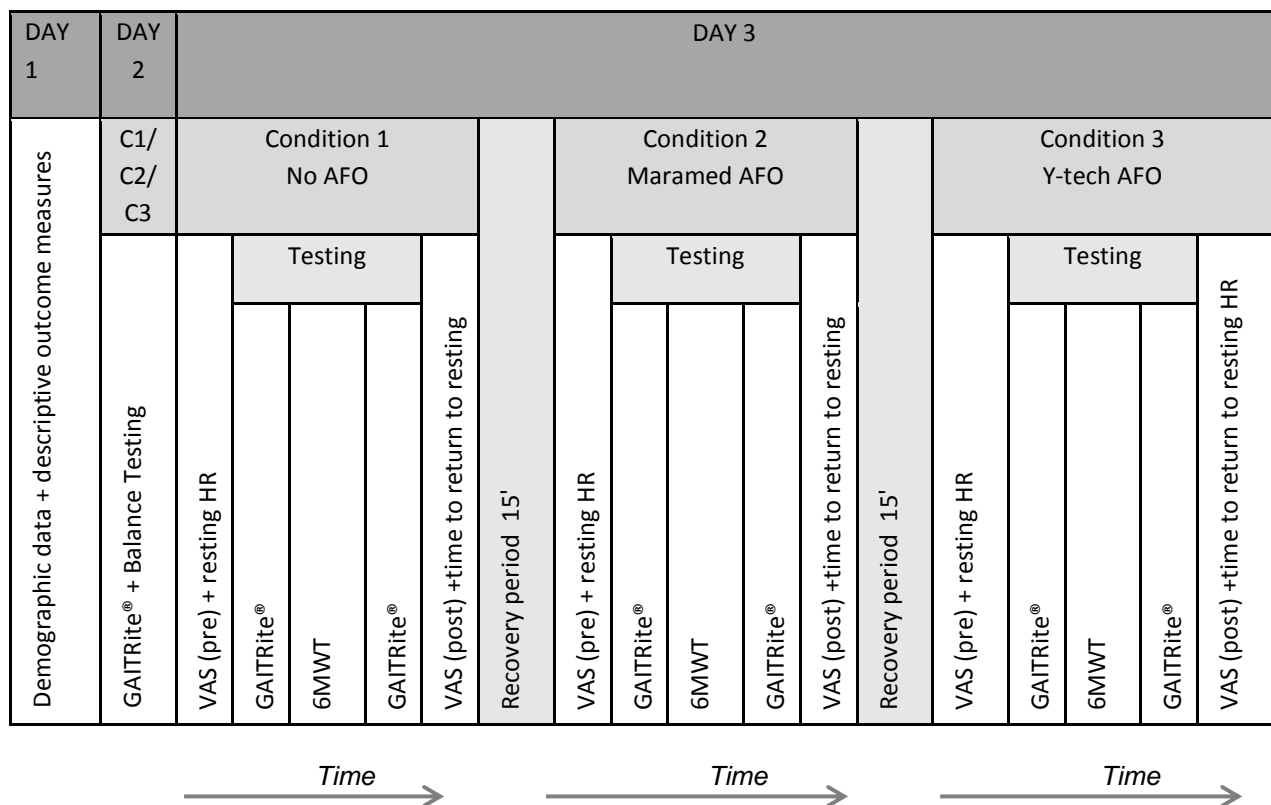 DAY
1
DAY
2
DAY 3
Demographic data + descriptive outcome measures
C1/
C2/
C3
GAITRite® + Balance Testing
Condition 1
No AFO
VAS (pre) + resting HR
Testing
GAITRite®
6MWT
GAITRite®
VAS (post) +time to return to resting
Recovery period 15'
Condition 2
Maramed AFO
VAS (pre) + resting HR
Testing
GAITRite®
6MWT
GAITRite®
VAS (post) +time to return to resting
Recovery period 15'
Condition 3
Y-tech AFO
VAS (pre) + resting HR
Testing
GAITRite®
6MWT
GAITRite®
VAS (post) +time to return to resting HR
Time
Time
Time